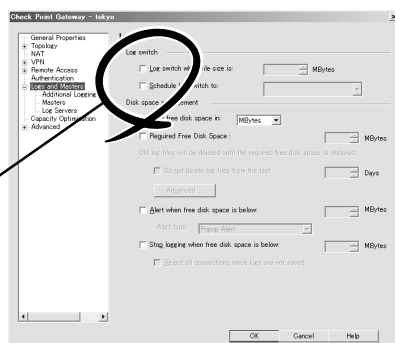 Check Point Gateway - tokyo
General Properties
Topology
NAT
VPN
Remote Access
Authentication
Logs and Masters
Additional Logging
Masters
Log Servers
Capacity Optimization
Advanced
Log switch
Log switch when file size is: MBytes
Schedule log switch to:
Disk space management
free disk space in: MBytes
Required Free Disk Space : MBytes
Old log files will be deleted until the required free disk space is restored.
Do not delete log files from the last Days
Advanced ...
Alert when free disk space is below MBytes
Alert type: Popup Alert
Stop logging when free disk space is below MBytes
Reject all connections when logs are not saved
OK Cancel Help